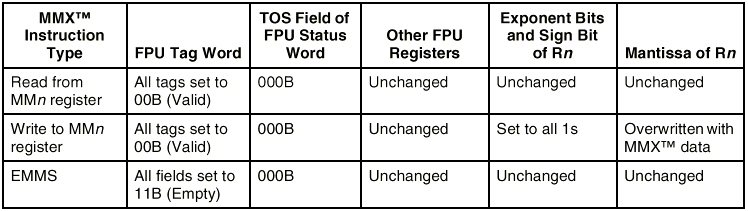 MMX™ Instruction Type | FPU Tag Word | TOS Field of FPU Status Word | Other FPU Registers | Exponent Bits and Sign Bit of Rn | Mantissa of Rn
Read from MMn register | All tags set to 00B (Valid) | 000B | Unchanged | Unchanged | Unchanged
Write to MMn register | All tags set to 00B (Valid) | 000B | Unchanged | Set to all 1s | Overwritten with MMX™ data
EMMS | All fields set to 11B (Empty) | 000B | Unchanged | Unchanged | Unchanged